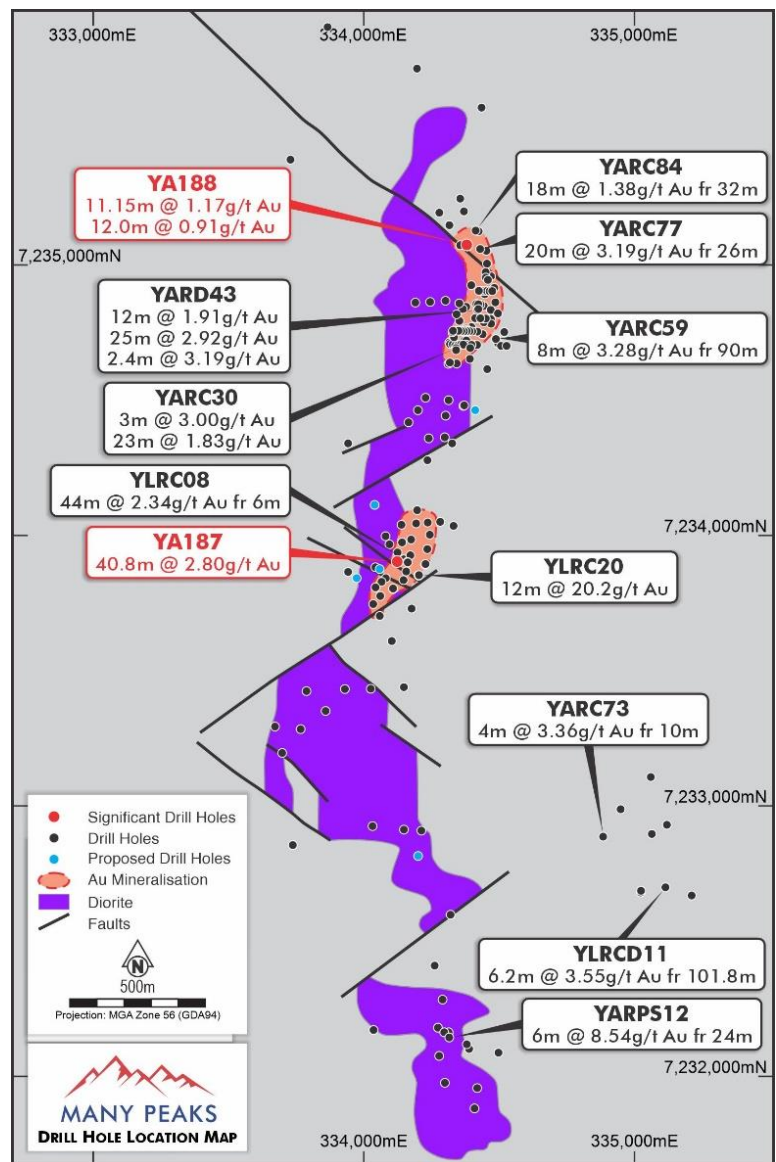 333,000mE
334,000mE
335,000mE
YARC84
18m @ 1.38g/t Au fr 32m
YA188
11.15m @ 1.17g/t Au
12.0m @ 0.91g/t Au
YARC77
20m @ 3.19g/t Au fr 26m
7,235,000mN
YARD43
12m @ 1.91g/t Au
25m @ 2.92g/t Au
2.4m @ 3.19g/t Au
YARC59
8m @ 3.28g/t Au fr 90m
YARC30
3m @ 3.00g/t Au
23m @ 1.83g/t Au
YLRC08
44m @ 2.34g/t Au fr 6m
7,234,000mN
YA187
40.8m @ 2.80g/t Au
YLRC20
12m @ 20.2g/t Au
YARC73
4m @ 3.36g/t Au fr 10m
7,233,000mN
Significant Drill Holes
Drill Holes
Proposed Drill Holes
Au Mineralisation
Diorite
Faults
N
500m
Projection: MGA Zone 56 (GDA94)
YLRCD11
6.2m @ 3.55g/t Au fr 101.8m
YARPS12
6m @ 8.54g/t Au fr 24m
7,232,000mN
MANY PEAKS
DRILL HOLE LOCATION MAP
334,000mE
335,000mE